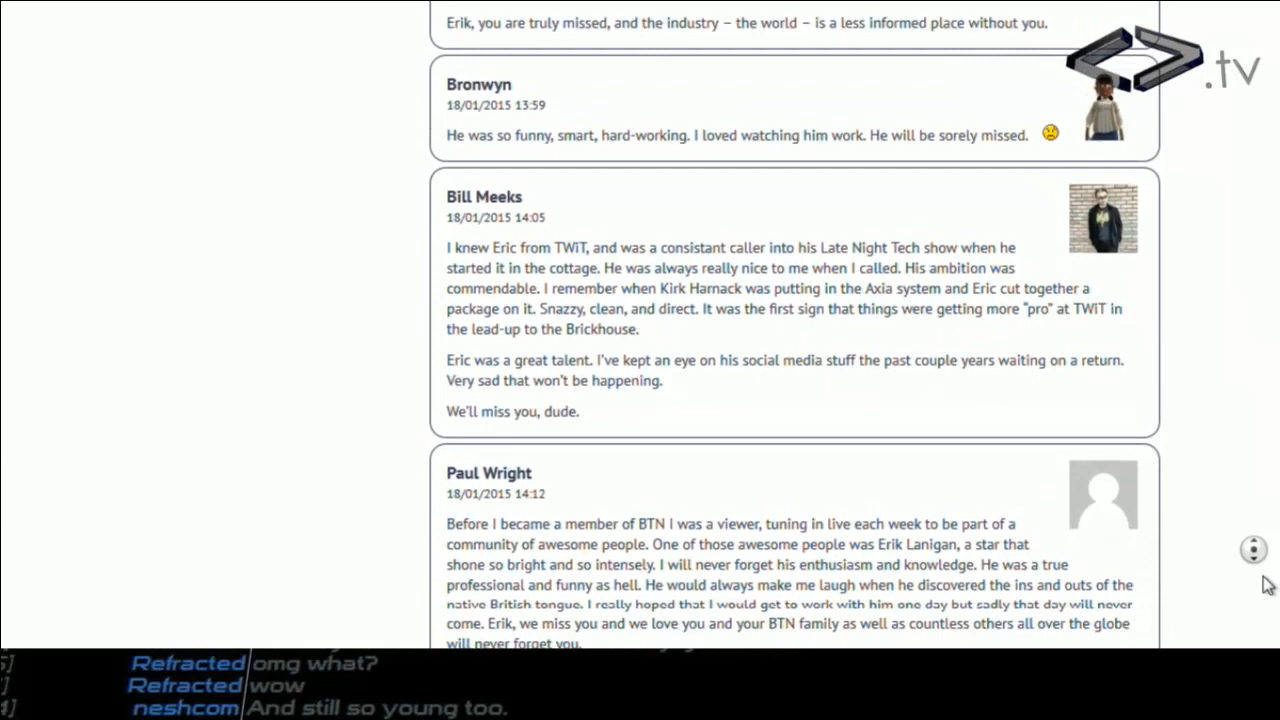 Erik, you are truly missed, and the industry – the world – is a less informed place without you.
.tv
Bronwyn
18/01/2015 13:59
He was so funny, smart, hard-working. I loved watching him work. He will be sorely missed.
Bill Meeks
18/01/2015 14:05
I knew Eric from TWiT, and was a consistant caller into his Late Night Tech show when he
started it in the cottage. He was always really nice to me when I called. His ambition was
commendable. I remember when Kirk Harnack was putting in the Axia system and Eric cut together a
package on it. Snazzy, clean, and direct. It was the first sign that things were getting more “pro” at TWiT in
the lead-up to the Brickhouse.
Eric was a great talent. I’ve kept an eye on his social media stuff the past couple years waiting on a return.
Very sad that won’t be happening.
We’ll miss you, dude.
Paul Wright
18/01/2015 14:12
Before I became a member of BTN I was a viewer, tuning in live each week to be part of a
community of awesome people. One of those awesome people was Erik Lanigan, a star that
shone so bright and so intensely. I will never forget his enthusiasm and knowledge. He was a true
professional and funny as hell. He would always make me laugh when he discovered the ins and outs of the
native British tongue. I really hoped that I would get to work with him one day but sadly that day will never
come. Erik, we miss you and we love you and your BTN family as well as countless others all over the globe
will never forget you.
Refracted omg what?
Refracted wow
neshcom And still so young too.